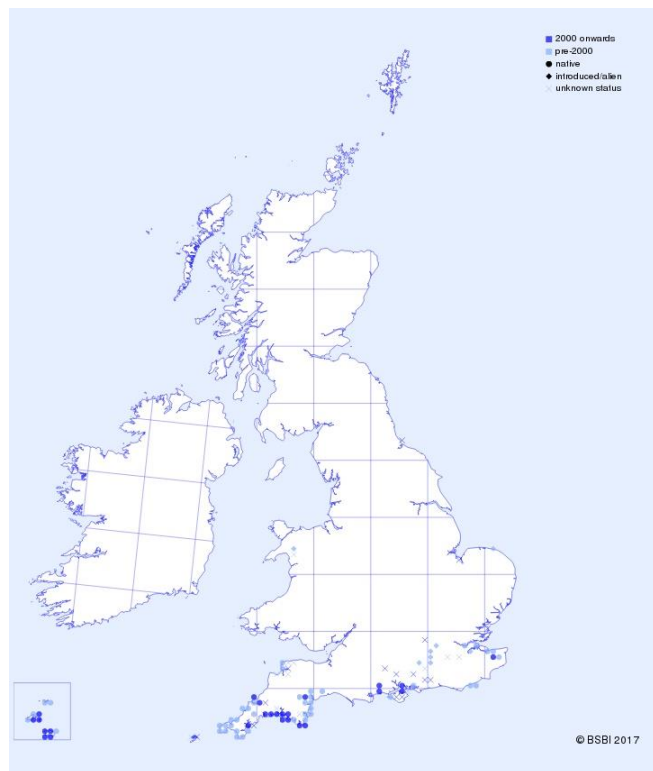 2000 onwards
pre-2000
native
introduced/alien
unknown status
© BSBI 2017